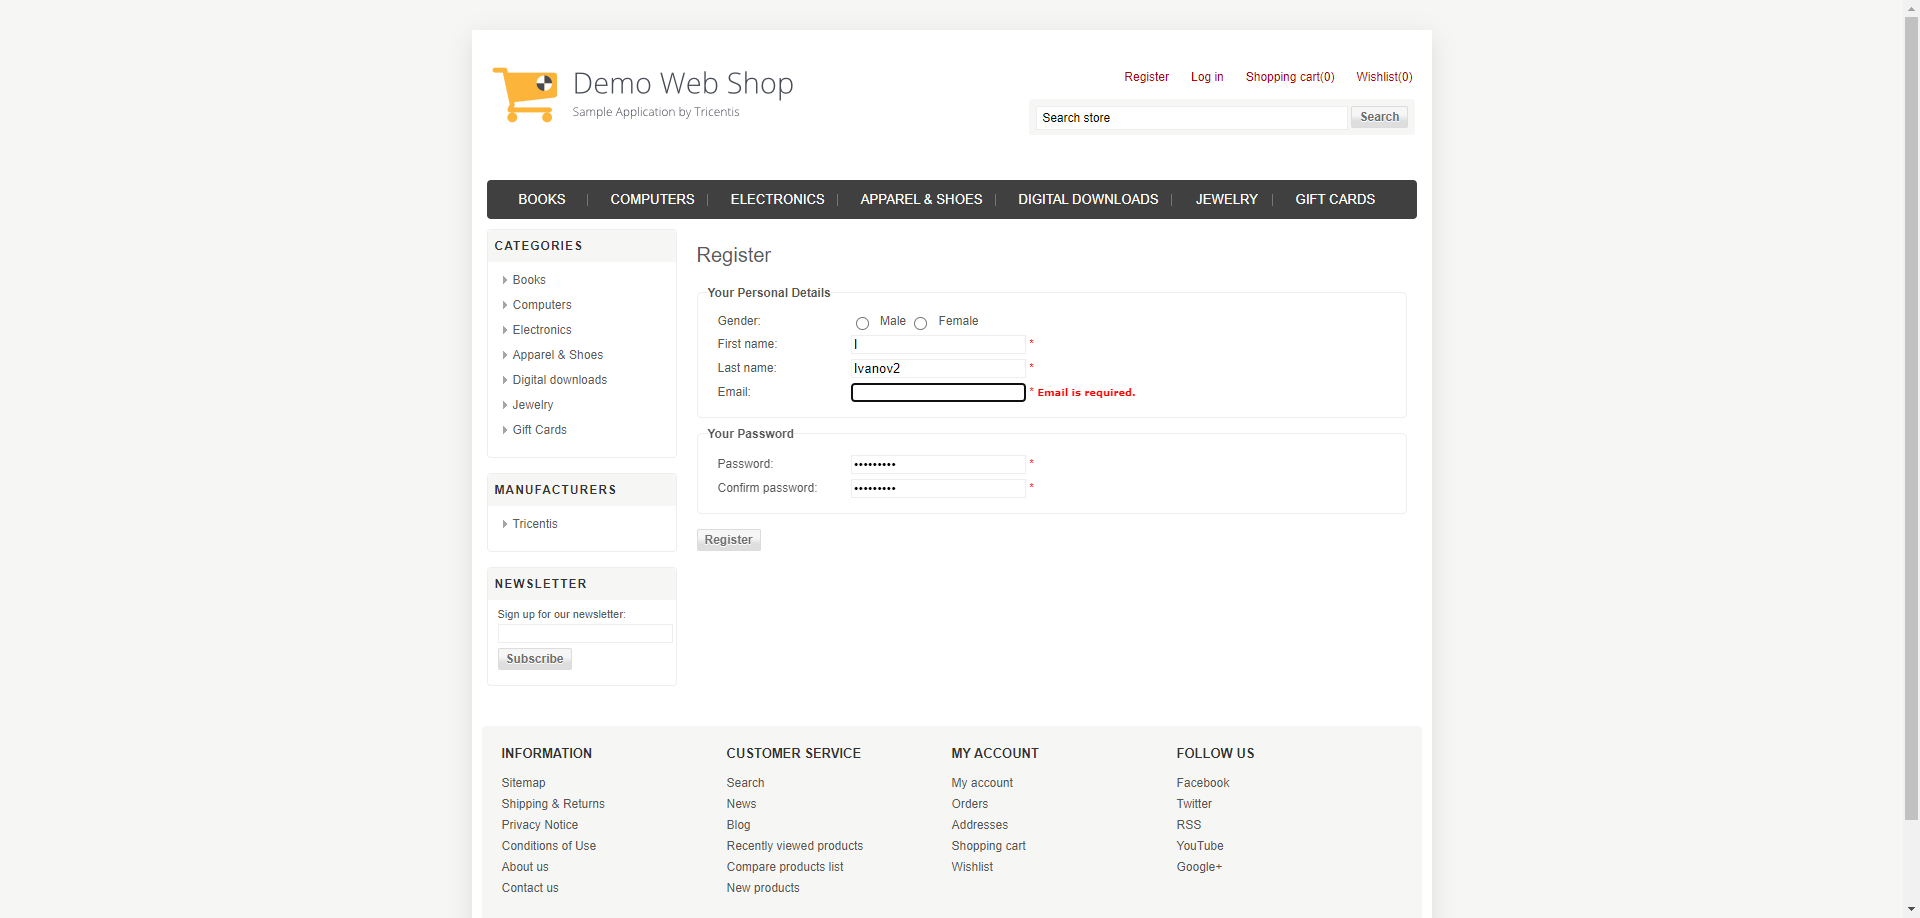 Demo Web Shop
Sample Application by Tricentis
Register Log in Shopping cart(0) Wishlist(0)
Search store Search
BOOKS COMPUTERS ELECTRONICS APPAREL & SHOES DIGITAL DOWNLOADS JEWELRY GIFT CARDS
CATEGORIES
Books
Computers
Electronics
Apparel & Shoes
Digital downloads
Jewelry
Gift Cards
MANUFACTURERS
Tricentis
NEWSLETTER
Sign up for our newsletter:
Subscribe
Register
Your Personal Details
Gender: Male Female
First name: I *
Last name: Ivanov2 *
Email: * Email is required.
Your Password
Password: ••••••••• *
Confirm password: ••••••••• *
Register
INFORMATION
Sitemap
Shipping & Returns
Privacy Notice
Conditions of Use
About us
Contact us
CUSTOMER SERVICE
Search
News
Blog
Recently viewed products
Compare products list
New products
MY ACCOUNT
My account
Orders
Addresses
Shopping cart
Wishlist
FOLLOW US
Facebook
Twitter
RSS
YouTube
Google+